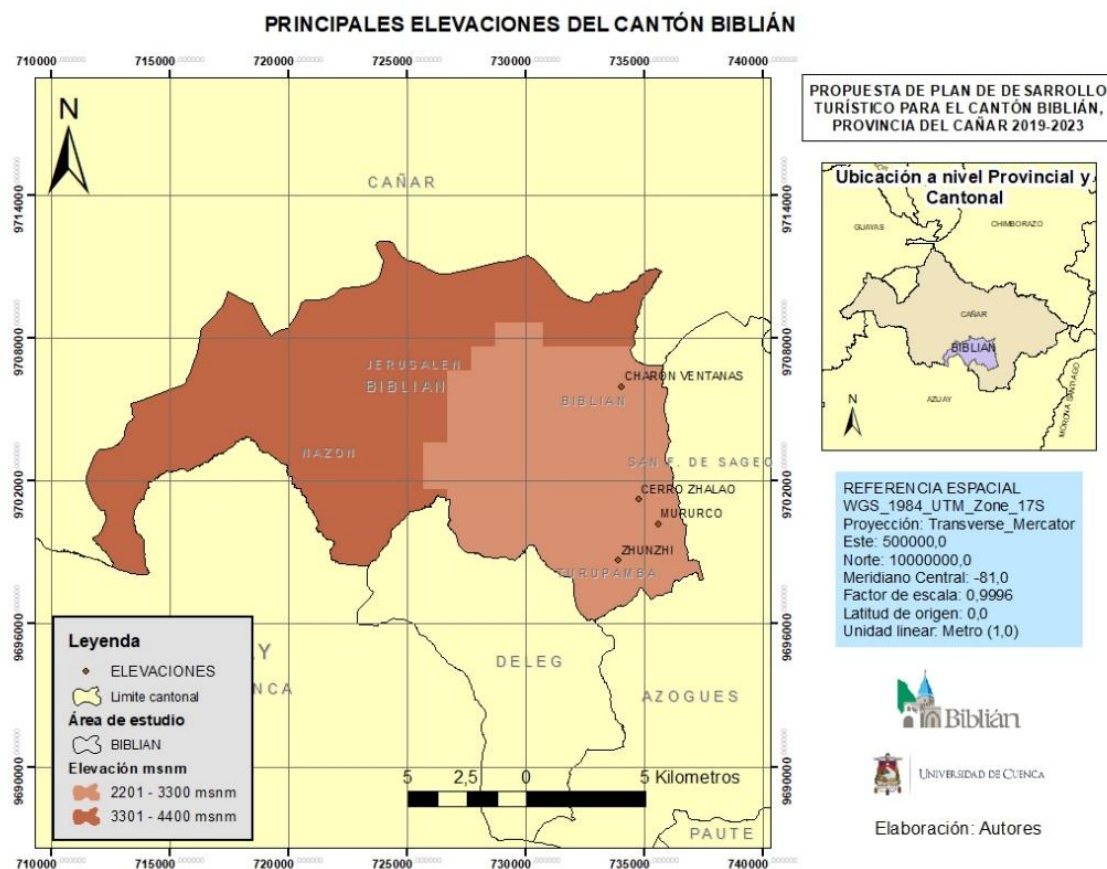 PRINCIPALES ELEVACIONES DEL CANTÓN BIBLIÁN
710000 715000 720000 725000 730000 735000 740000
N
CAÑAR
9714000
9714000
9708000
9708000
JERUSALEN
BIBLIAN
CHARON VENTANAS
BIBLIAN
NAZON
SAN F. DE SAGEO
9702000
9702000
CERRO ZHALAO
MURURCO
ZHUNZHI
TURUPAMBA
9696000
9696000
DELEG
AZOGUES
Y
NCA
9690000
9690000
PAUTE
Leyenda
ELEVACIONES
Limite cantonal
Área de estudio
BIBLIAN
Elevación msnm
2201 - 3300 msnm
3301 - 4400 msnm
5 2,5 0 5 Kilometros
710000 715000 720000 725000 730000 735000 740000
PROPUESTA DE PLAN DE DE SARROLLO
TURÍSTICO PARA EL CANTÓN BIBLIÁN,
PROVINCIA DEL CAÑAR 2019-2023
Ubicación a nivel Provincial y
Cantonal
GUAYAS
CHIMBORAZO
CAÑAR
BIBLIAN
AZUAY
MORONA SANTIAGO
N
REFERENCIA ESPACIAL
WGS_1984_UTM_Zone_17S
Proyección: Transverse_Mercator
Este: 500000,0
Norte: 10000000,0
Meridiano Central: -81,0
Factor de escala: 0,9996
Latitud de origen: 0,0
Unidad linear: Metro (1,0)
Biblián
UNIVERSIDAD DE CUENCA
Elaboración: Autores